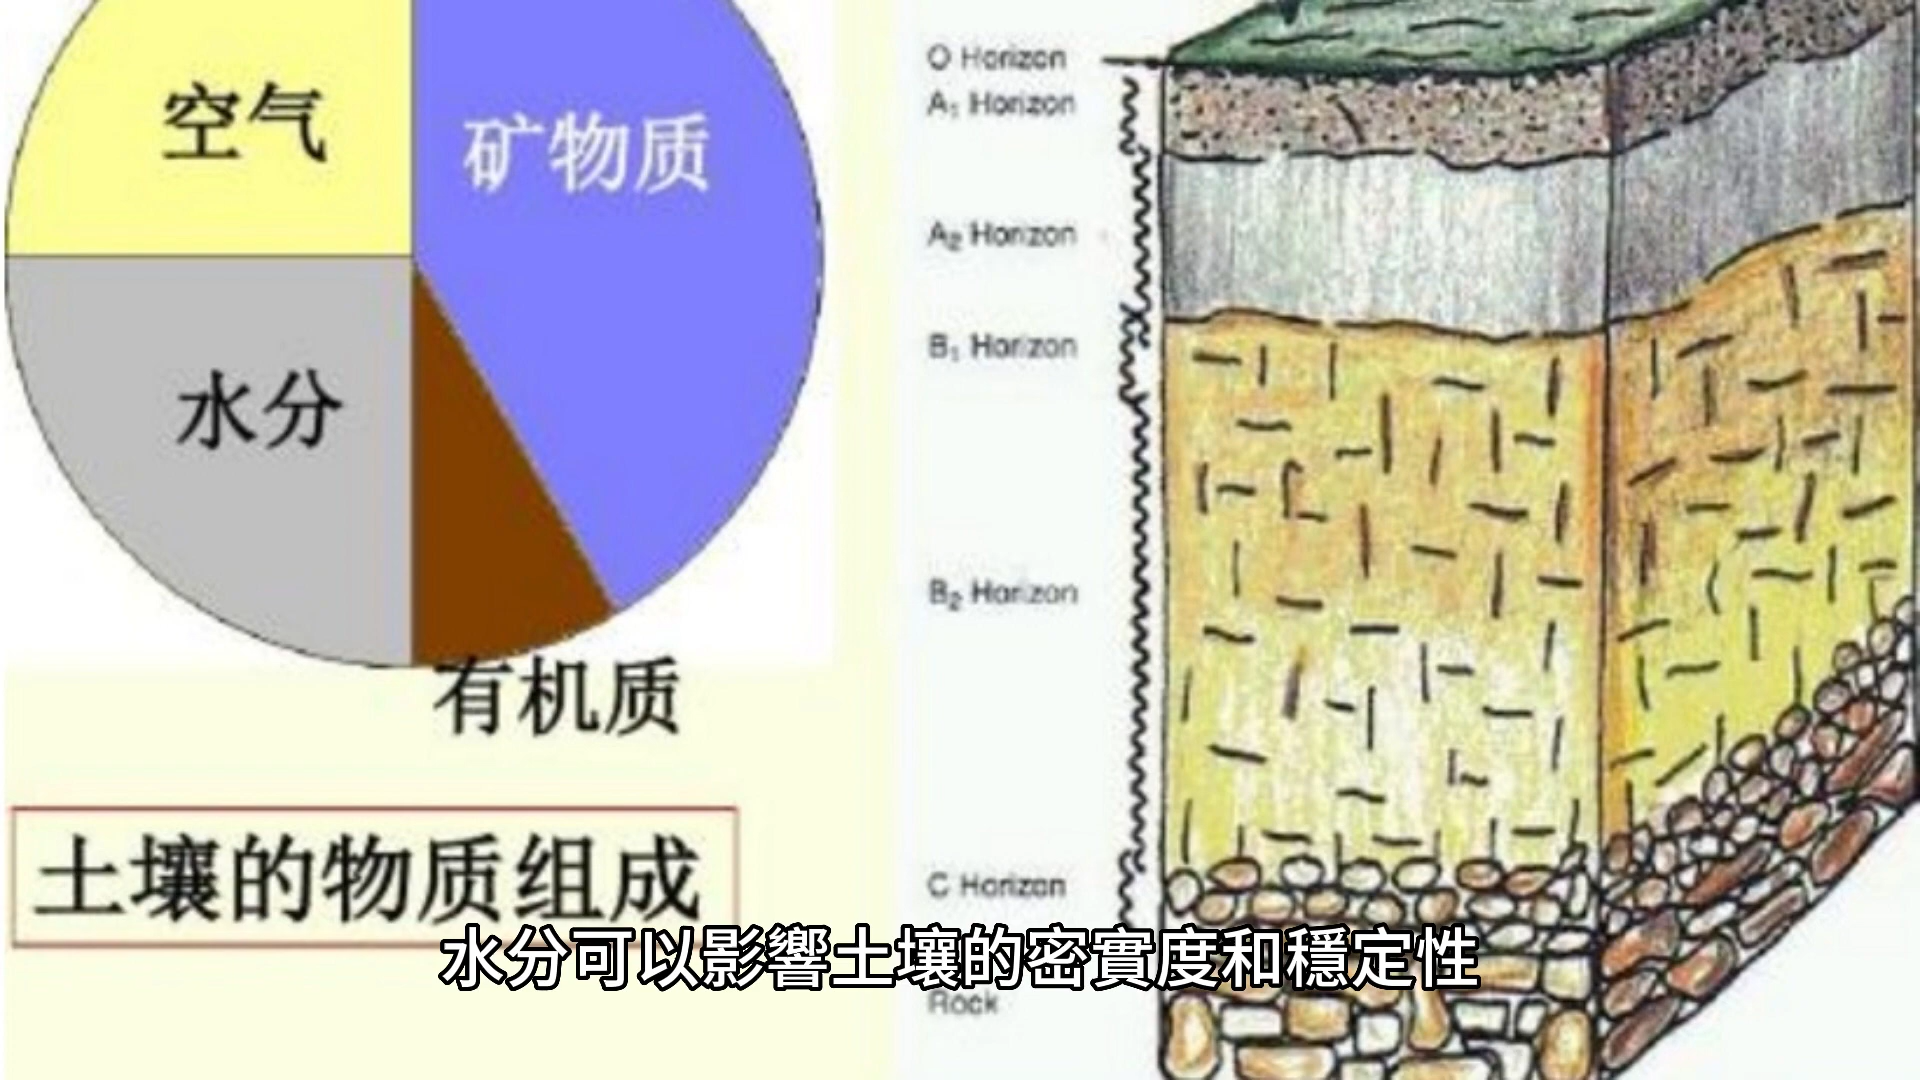 空气
矿物质
水分
有机质
土壤的物质组成
O Horizon
A₁ Horizon
A₂ Horizon
B₁ Horizon
B₂ Horizon
C Horizon
Rock
水分可以影響土壤的密實度和穩定性